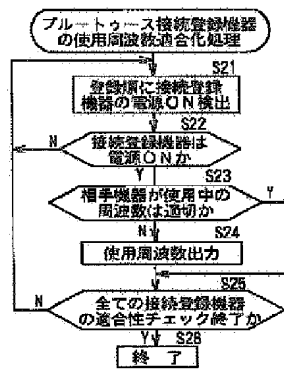 ブルートゥース接続登録機器
の使用周波数適合化処理
S21
登録順に接続登録
機器の電源ON検出
S22
接続登録機器は
電源ONか
N
Y
S23
相手機器が使用中の
周波数は適切か
Y
N
S24
使用周波数出力
S25
N
全ての接続登録機器
の適合性チェック終了か
Y
S26
終了